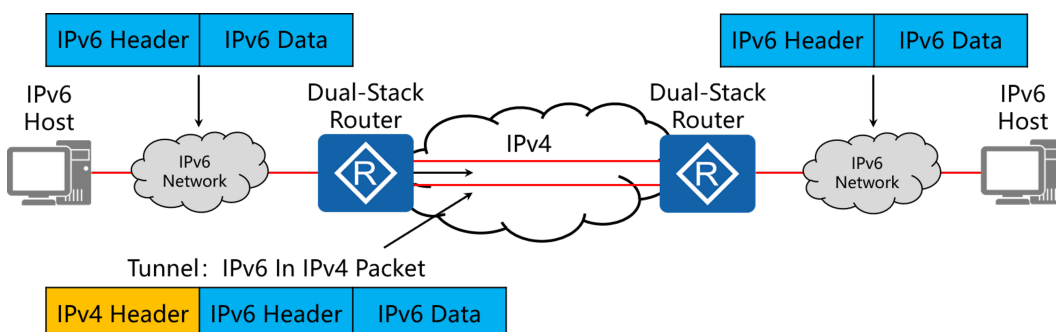 IPv6 Header IPv6 Data
IPv6 Header IPv6 Data
IPv6
Host
Dual-Stack
Router
Dual-Stack
Router
IPv6
Host
IPv4
IPv6
Network
IPv6
Network
R
R
Tunnel: IPv6 In IPv4 Packet
IPv4 Header IPv6 Header IPv6 Data